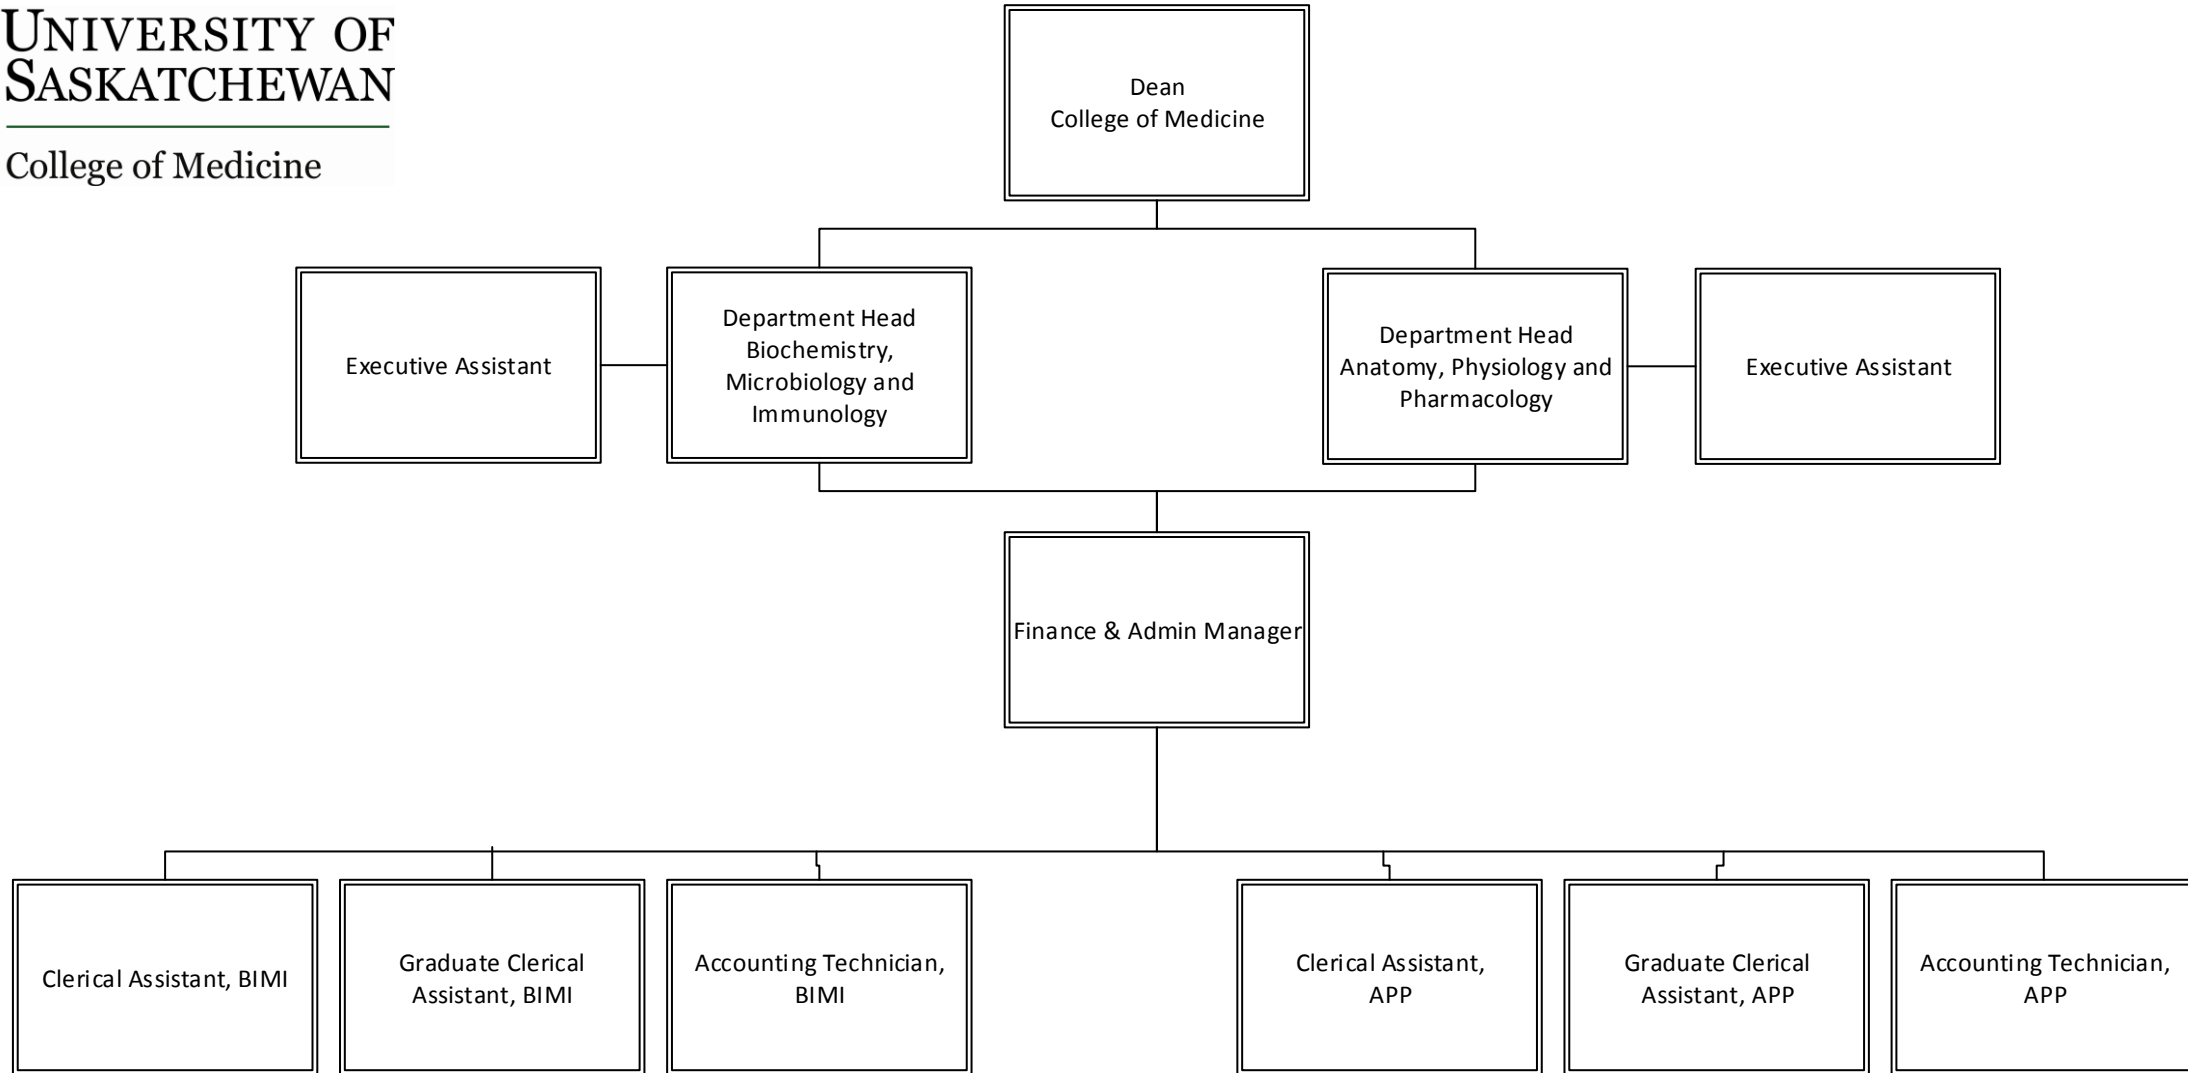 UNIVERSITY OF
SASKATCHEWAN
College of Medicine
Dean
College of Medicine
Executive Assistant
Department Head
Biochemistry,
Microbiology and
Immunology
Department Head
Anatomy, Physiology and
Pharmacology
Executive Assistant
Finance & Admin Manager
Clerical Assistant, BIMI
Graduate Clerical
Assistant, BIMI
Accounting Technician,
BIMI
Clerical Assistant,
APP
Graduate Clerical
Assistant, APP
Accounting Technician,
APP